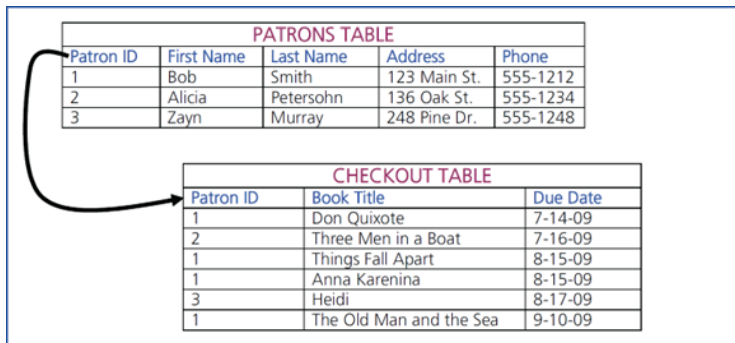 PATRONS TABLE
Patron ID First Name Last Name Address Phone
1 Bob Smith 123 Main St. 555-1212
2 Alicia Petersohn 136 Oak St. 555-1234
3 Zayn Murray 248 Pine Dr. 555-1248
CHECKOUT TABLE
Patron ID Book Title Due Date
1 Don Quixote 7-14-09
2 Three Men in a Boat 7-16-09
1 Things Fall Apart 8-15-09
1 Anna Karenina 8-15-09
3 Heidi 8-17-09
1 The Old Man and the Sea 9-10-09